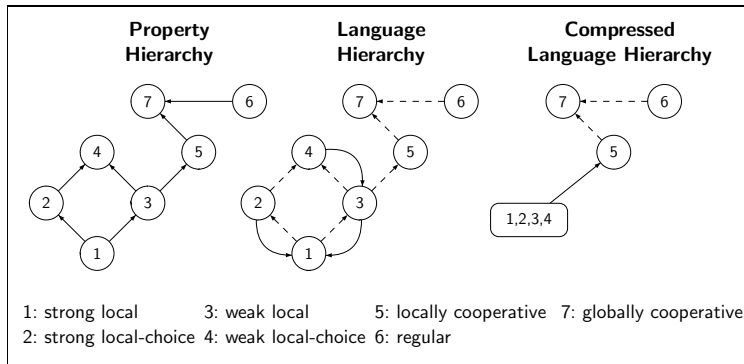 Property
Hierarchy
Language
Hierarchy
Compressed
Language Hierarchy
7 6
4 5
2 3
1
7 6
4 5
2 3
1
7 6
5
1,2,3,4
1: strong local 3: weak local 5: locally cooperative 7: globally cooperative
2: strong local-choice 4: weak local-choice 6: regular